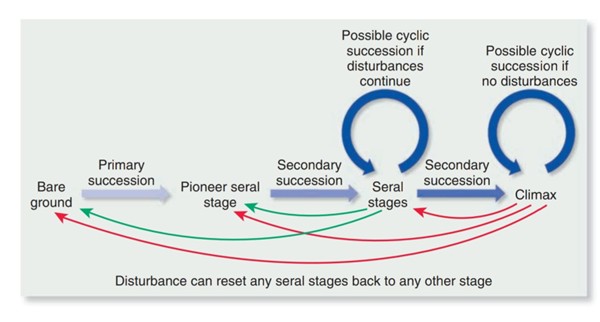 Possible cyclic
succession if
disturbances
continue
Possible cyclic
succession if
no disturbances
Primary
succession
Secondary
succession
Secondary
succession
Bare
ground
Pioneer seral
stage
Seral
stages
Climax
Disturbance can reset any seral stages back to any other stage